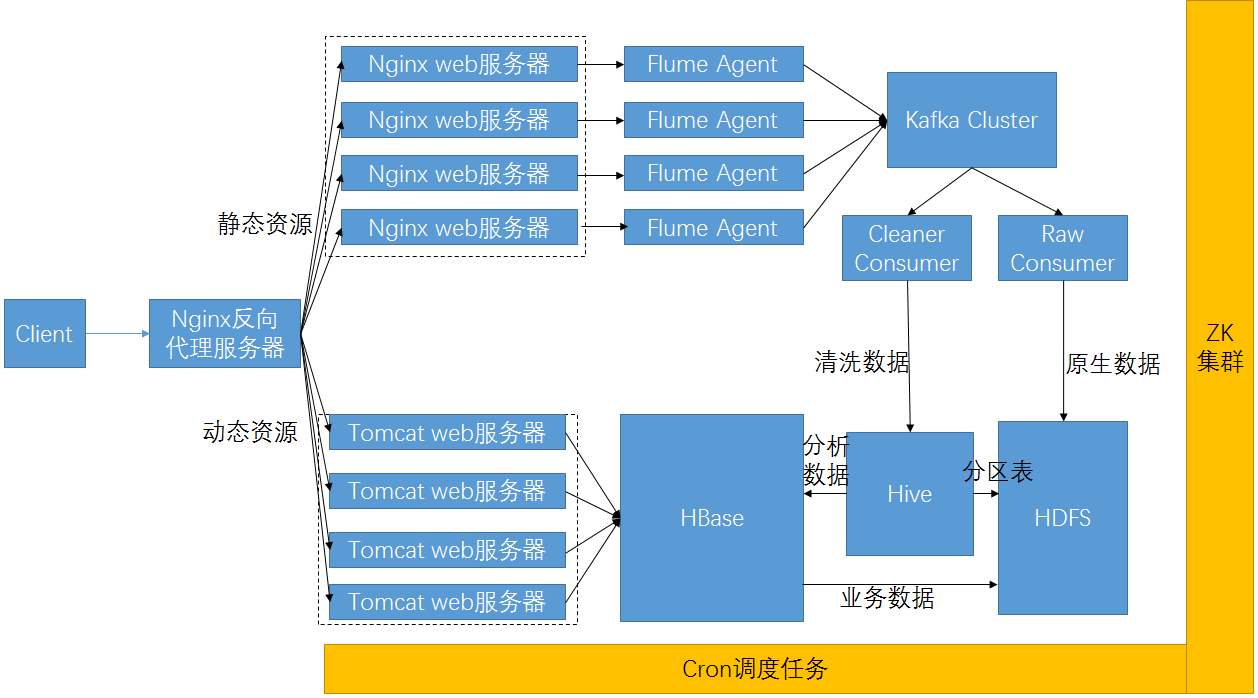 Nginx web服务器
Flume Agent
Nginx web服务器
Flume Agent
Kafka Cluster
Nginx web服务器
Flume Agent
Nginx web服务器
Flume Agent
静态资源
Cleaner
Consumer
Raw
Consumer
Client
Nginx反向
代理服务器
ZK
集群
清洗数据
原生数据
动态资源
Tomcat web服务器
Tomcat web服务器
Tomcat web服务器
Tomcat web服务器
HBase
分析
数据
Hive
分区表
HDFS
业务数据
Cron调度任务